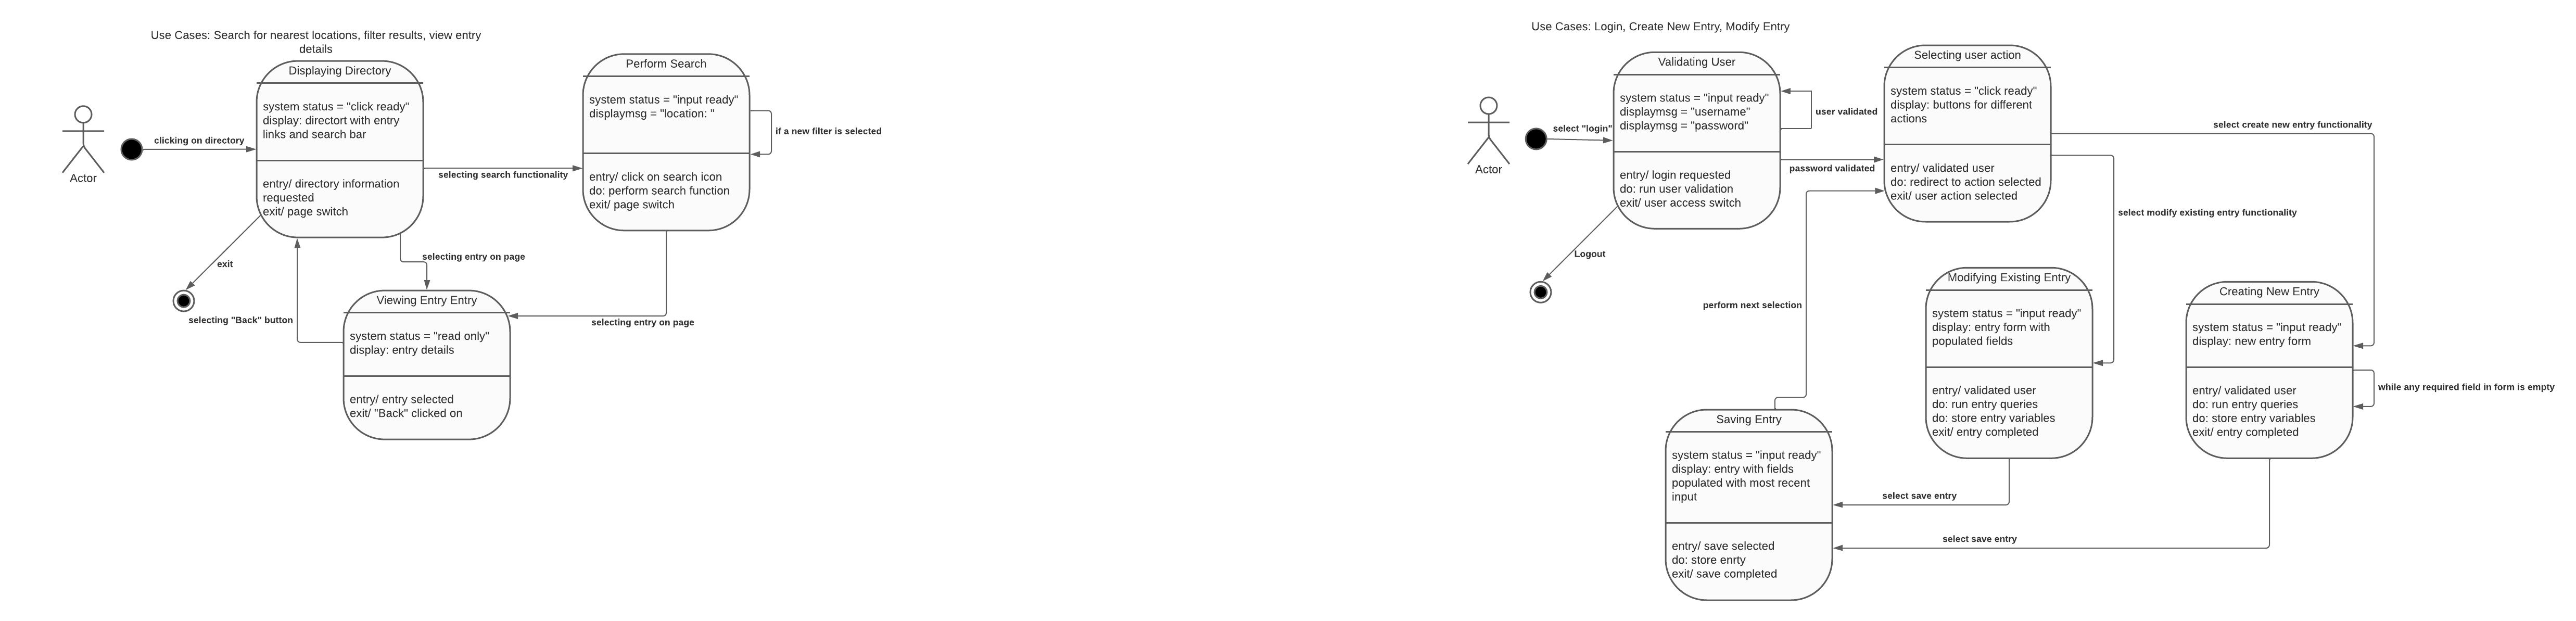 Use Cases: Search for nearest locations, filter results, view entry
details
Actor
clicking on directory
Displaying Directory
system status = "click ready"
display: directort with entry
links and search bar
entry/ directory information
requested
exit/ page switch
exit
selecting search functionality
Perform Search
system status = "input ready"
displaymsg = "location: "
entry/ click on search icon
do: perform search function
exit/ page switch
if a new filter is selected
selecting entry on page
selecting "Back" button
Viewing Entry Entry
system status = "read only"
display: entry details
entry/ entry selected
exit/ "Back" clicked on
selecting entry on page
Use Cases: Login, Create New Entry, Modify Entry
Actor
select "login"
Validating User
system status = "input ready"
displaymsg = "username"
displaymsg = "password"
entry/ login requested
do: run user validation
exit/ user access switch
user validated
password validated
Logout
Selecting user action
system status = "click ready"
display: buttons for different
actions
entry/ validated user
do: redirect to action selected
exit/ user action selected
select create new entry functionality
select modify existing entry functionality
perform next selection
Modifying Existing Entry
system status = "input ready"
display: entry form with
populated fields
entry/ validated user
do: run entry queries
do: store entry variables
exit/ entry completed
Creating New Entry
system status = "input ready"
display: new entry form
entry/ validated user
do: run entry queries
do: store entry variables
exit/ entry completed
while any required field in form is empty
Saving Entry
system status = "input ready"
display: entry with fields
populated with most recent
input
entry/ save selected
do: store enrty
exit/ save completed
select save entry
select save entry